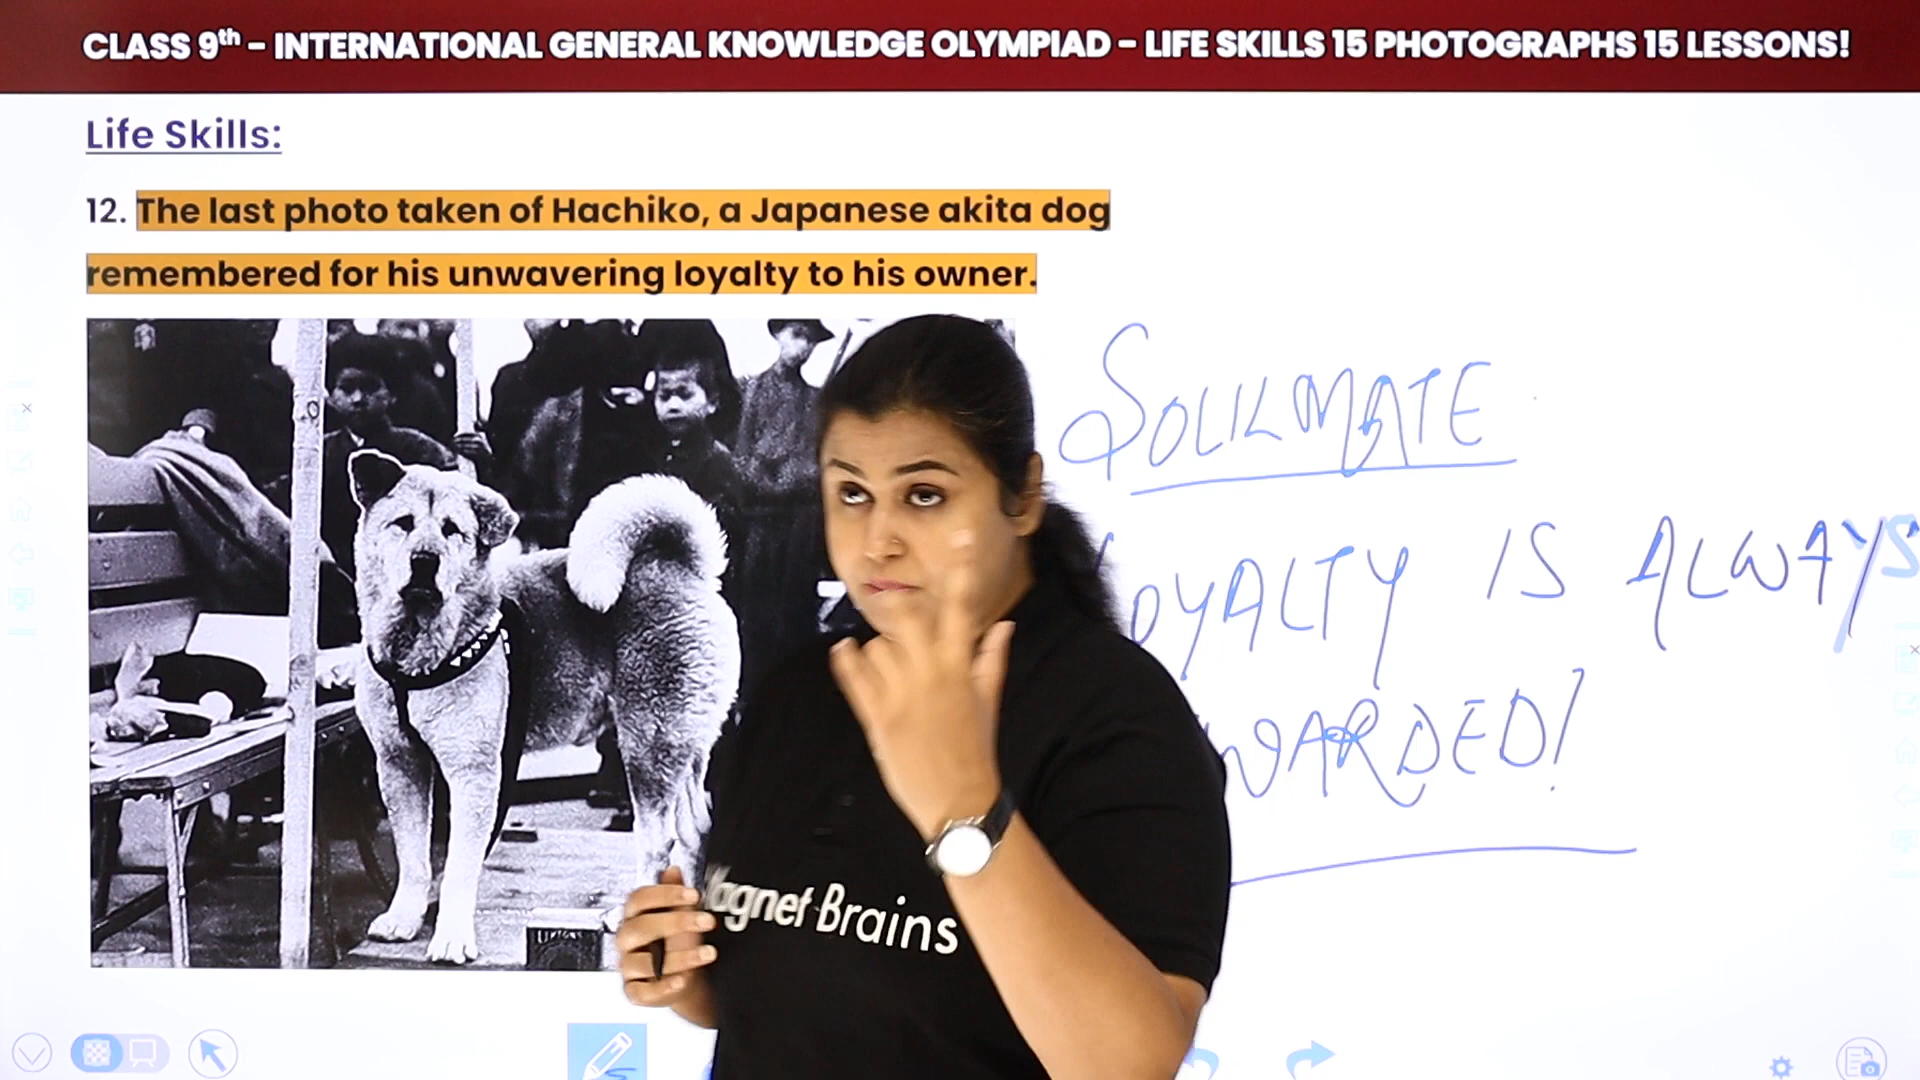 CLASS 9th – INTERNATIONAL GENERAL KNOWLEDGE OLYMPIAD – LIFE SKILLS 15 PHOTOGRAPHS 15 LESSONS!
Life Skills:
12. The last photo taken of Hachiko, a Japanese akita dog
remembered for his unwavering loyalty to his owner.
SOULMATE
OYALTY IS ALWAYS
WARDED!
agnet Brains